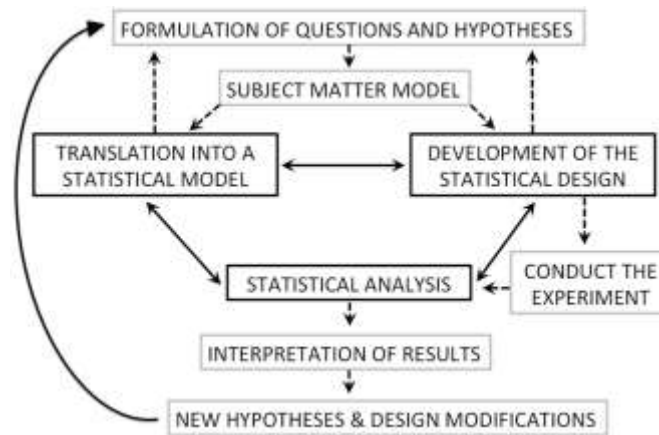 FORMULATION OF QUESTIONS AND HYPOTHESES
SUBJECT MATTER MODEL
TRANSLATION INTO A
STATISTICAL MODEL
DEVELOPMENT OF THE
STATISTICAL DESIGN
STATISTICAL ANALYSIS
CONDUCT THE
EXPERIMENT
INTERPRETATION OF RESULTS
NEW HYPOTHESES & DESIGN MODIFICATIONS